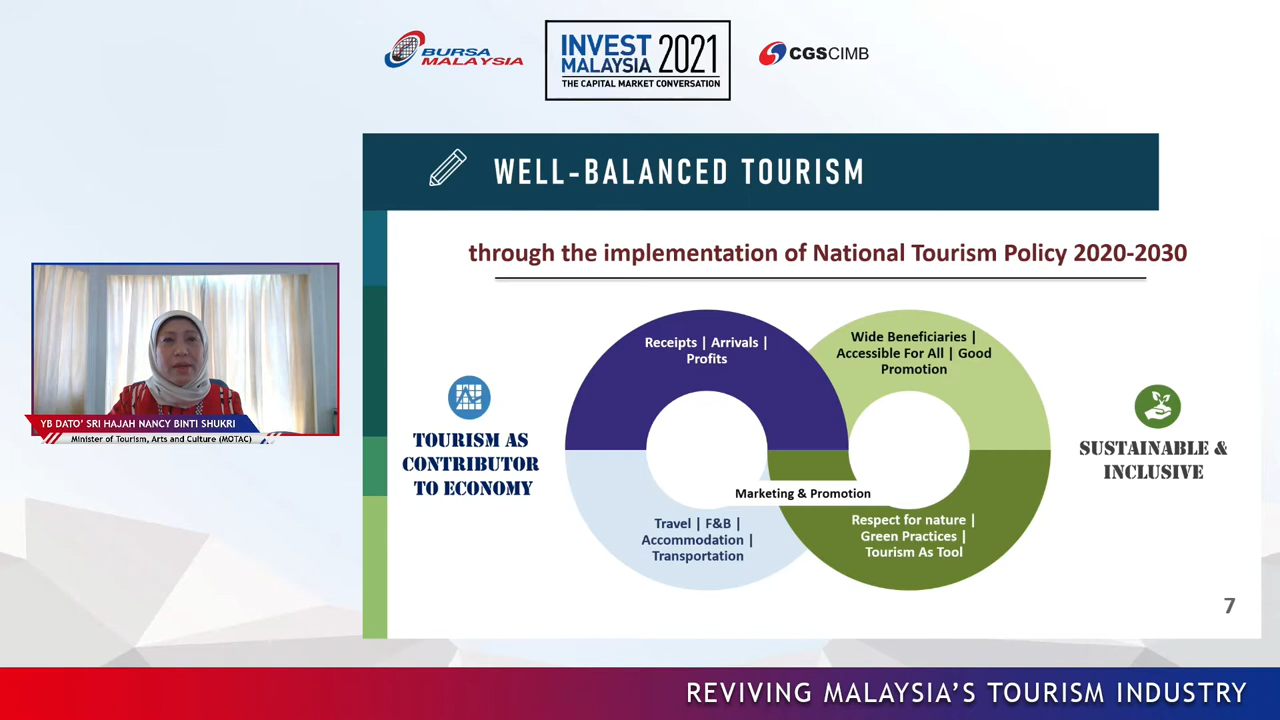 BURSA
MALAYSIA
INVEST
MALAYSIA
2021
THE CAPITAL MARKET CONVERSATION
CGS CIMB
WELL-BALANCED TOURISM
through the implementation of National Tourism Policy 2020-2030
Receipts | Arrivals |
Profits
Wide Beneficiaries |
Accessible For All | Good
Promotion
TOURISM AS
CONTRIBUTOR
TO ECONOMY
SUSTAINABLE &
INCLUSIVE
Marketing & Promotion
Travel | F&B |
Accommodation |
Transportation
Respect for nature |
Green Practices |
Tourism As Tool
7
YB DATO' SRI HAJAH NANCY BINTI SHUKRI
Minister of Tourism, Arts and Culture (MOTAC)
REVIVING MALAYSIA'S TOURISM INDUSTRY